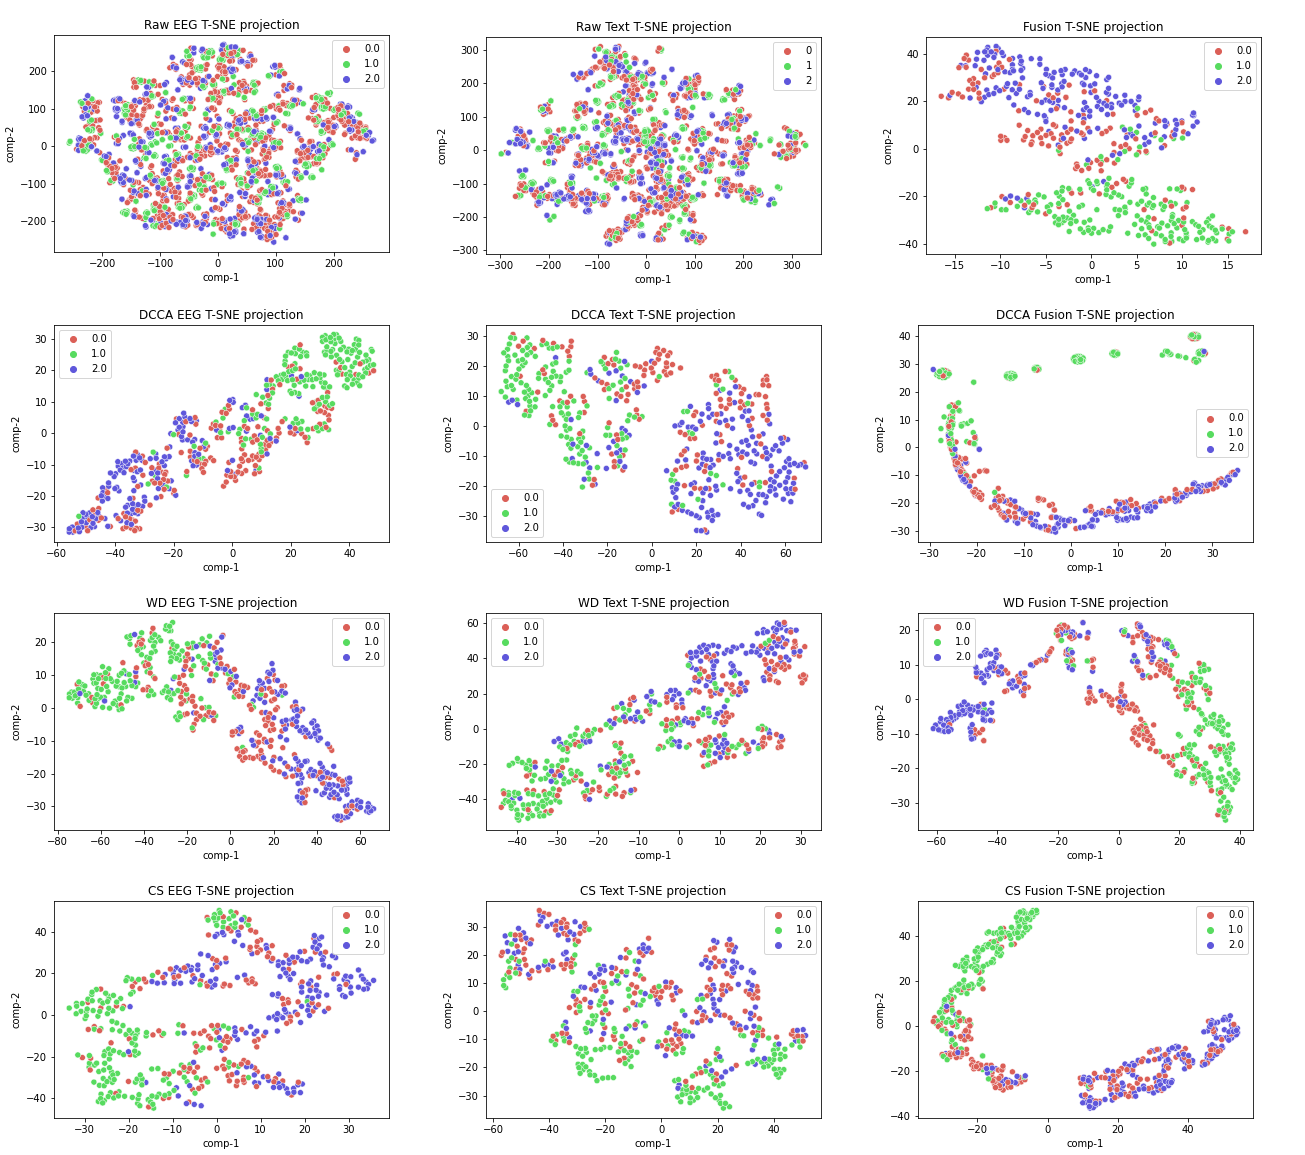 Raw EEG T-SNE projection
0.0
1.0
2.0
200
100
0
−100
−200
comp-2
−200 −100 0 100 200
comp-1
Raw Text T-SNE projection
0
1
2
300
200
100
0
−100
−200
−300
comp-2
−300 −200 −100 0 100 200 300
comp-1
Fusion T-SNE projection
0.0
1.0
2.0
40
20
0
−20
−40
comp-2
−15 −10 −5 0 5 10 15
comp-1
DCCA EEG T-SNE projection
0.0
1.0
2.0
30
20
10
0
−10
−20
−30
comp-2
−60 −40 −20 0 20 40
comp-1
DCCA Text T-SNE projection
30
20
10
0
−10
−20
−30
comp-2
0.0
1.0
2.0
−60 −40 −20 0 20 40 60
comp-1
DCCA Fusion T-SNE projection
40
30
20
10
0
−10
−20
−30
comp-2
0.0
1.0
2.0
−30 −20 −10 0 10 20 30
comp-1
WD EEG T-SNE projection
0.0
1.0
2.0
20
10
0
−10
−20
−30
comp-2
−80 −60 −40 −20 0 20 40 60
comp-1
WD Text T-SNE projection
0.0
1.0
2.0
60
40
20
0
−20
−40
comp-2
−40 −30 −20 −10 0 10 20 30
comp-1
WD Fusion T-SNE projection
0.0
1.0
2.0
20
10
0
−10
−20
−30
comp-2
−60 −40 −20 0 20 40
comp-1
CS EEG T-SNE projection
0.0
1.0
2.0
40
20
0
−20
−40
comp-2
−30 −20 −10 0 10 20 30
comp-1
CS Text T-SNE projection
0.0
1.0
2.0
30
20
10
0
−10
−20
−30
comp-2
−60 −40 −20 0 20 40
comp-1
CS Fusion T-SNE projection
0.0
1.0
2.0
40
20
0
−20
−40
comp-2
−20 0 20 40
comp-1